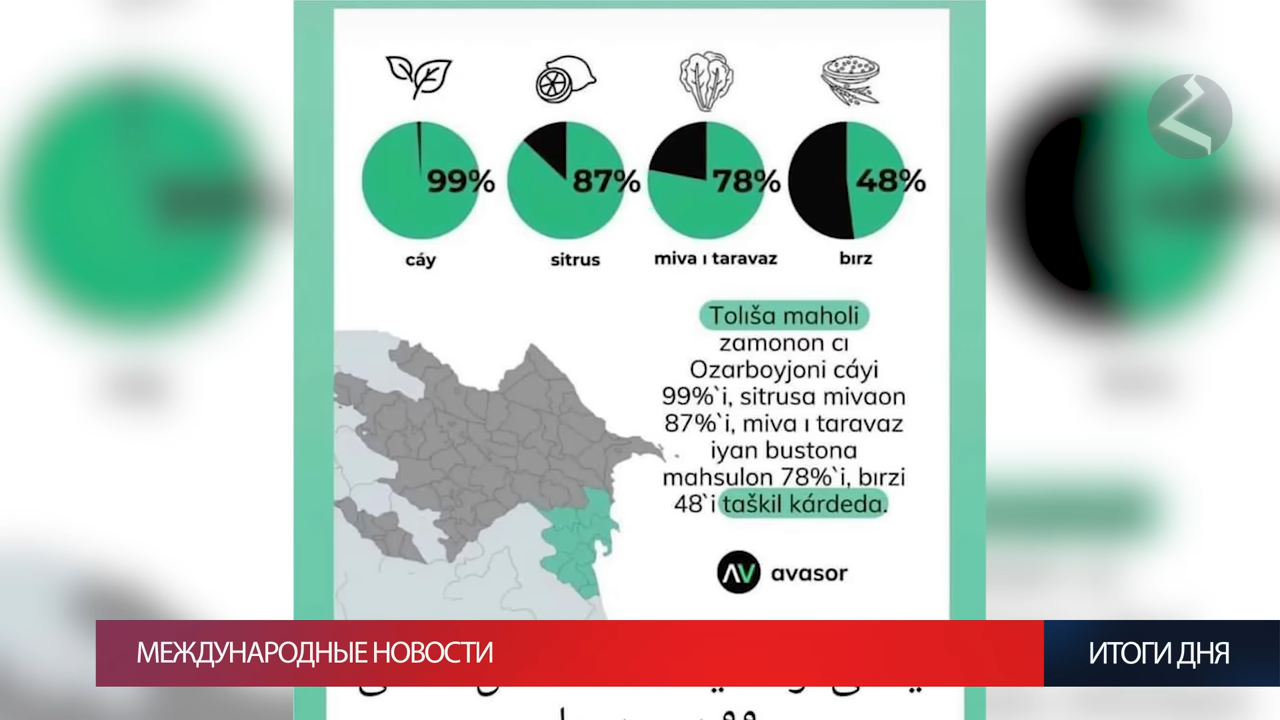 99%
87%
78%
48%
cáy
sitrus
miva ı taravaz
bırz
Tolıša maholi
zamonon cı
Ozarboyjoni cáyi
99%`i, sitrusa mivaon
87%`i, miva ı taravaz
iyan bustona
mahsulon 78%`i, bırzi
48`i taškil kárdeda.
avasor
МЕЖДУНАРОДНЫЕ НОВОСТИ
ИТОГИ ДНЯ